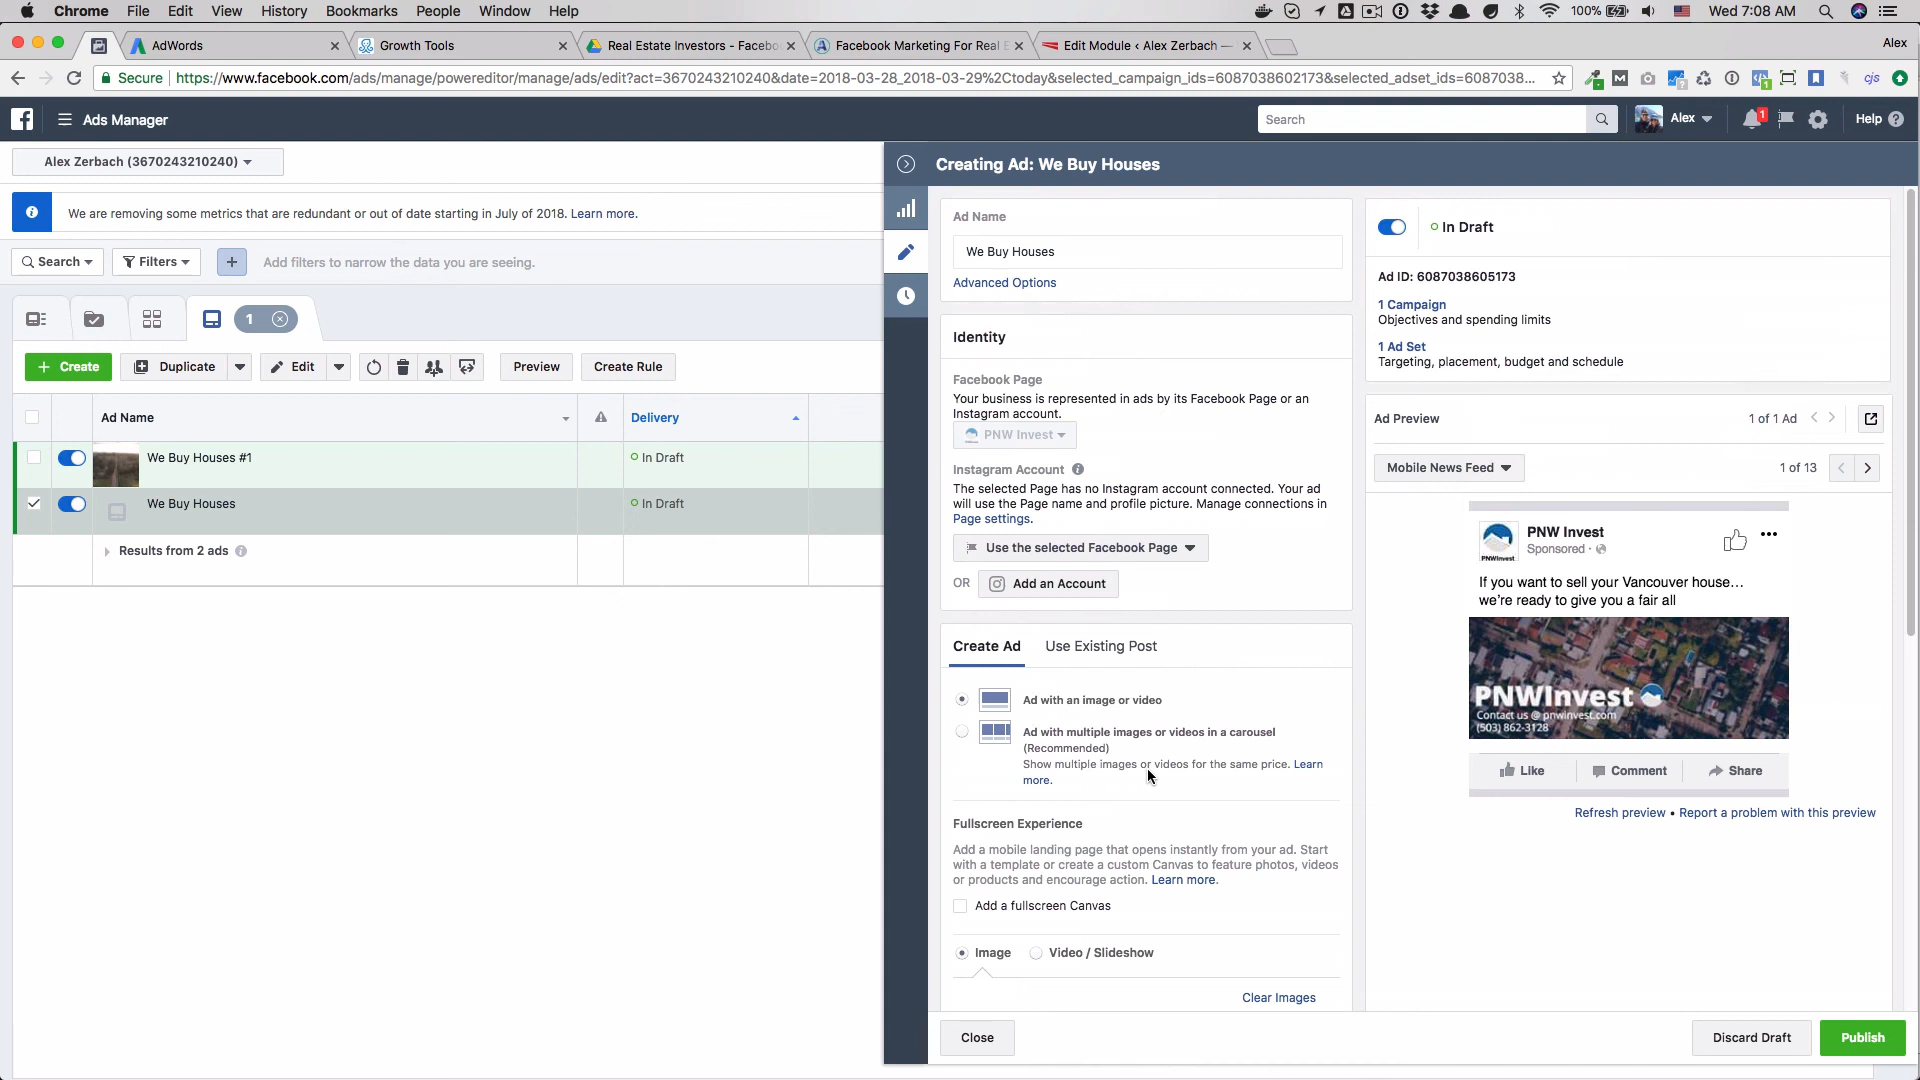 Chrome File Edit View History Bookmarks People Window Help
100% Wed 7:08 AM
AdWords
Growth Tools
Real Estate Investors - Facebo
Facebook Marketing For Real E
Edit Module ‹ Alex Zerbach —
Alex
Secure https://www.facebook.com/ads/manage/powereditor/manage/ads/edit?act=3670243210240&date=2018-03-28_2018-03-29%2Ctoday&selected_campaign_ids=6087038602173&selected_adset_ids=6087038...
cjs
Ads Manager
Search
Alex
1
Help
Alex Zerbach (3670243210240)
We are removing some metrics that are redundant or out of date starting in July of 2018. Learn more.
Search
Filters
Add filters to narrow the data you are seeing.
1
Create
Duplicate
Edit
Preview
Create Rule
Ad Name
Delivery
We Buy Houses #1
In Draft
We Buy Houses
In Draft
Results from 2 ads
Creating Ad: We Buy Houses
Ad Name
We Buy Houses
Advanced Options
Identity
Facebook Page
Your business is represented in ads by its Facebook Page or an
Instagram account.
PNW Invest
Instagram Account
The selected Page has no Instagram account connected. Your ad
will use the Page name and profile picture. Manage connections in
Page settings.
Use the selected Facebook Page
OR
Add an Account
Create Ad
Use Existing Post
Ad with an image or video
Ad with multiple images or videos in a carousel
(Recommended)
Show multiple images or videos for the same price. Learn
more.
Fullscreen Experience
Add a mobile landing page that opens instantly from your ad. Start
with a template or create a custom Canvas to feature photos, videos
or products and encourage action. Learn more.
Add a fullscreen Canvas
Image
Video / Slideshow
Clear Images
Close
Discard Draft
Publish
In Draft
Ad ID: 6087038605173
1 Campaign
Objectives and spending limits
1 Ad Set
Targeting, placement, budget and schedule
Ad Preview
1 of 1 Ad
Mobile News Feed
1 of 13
PNWInvest
PNW Invest
Sponsored ·
If you want to sell your Vancouver house...
we're ready to give you a fair all
PNWInvest
Contact us @ pnwinvest.com
(503) 862-3128
Like
Comment
Share
Refresh preview • Report a problem with this preview